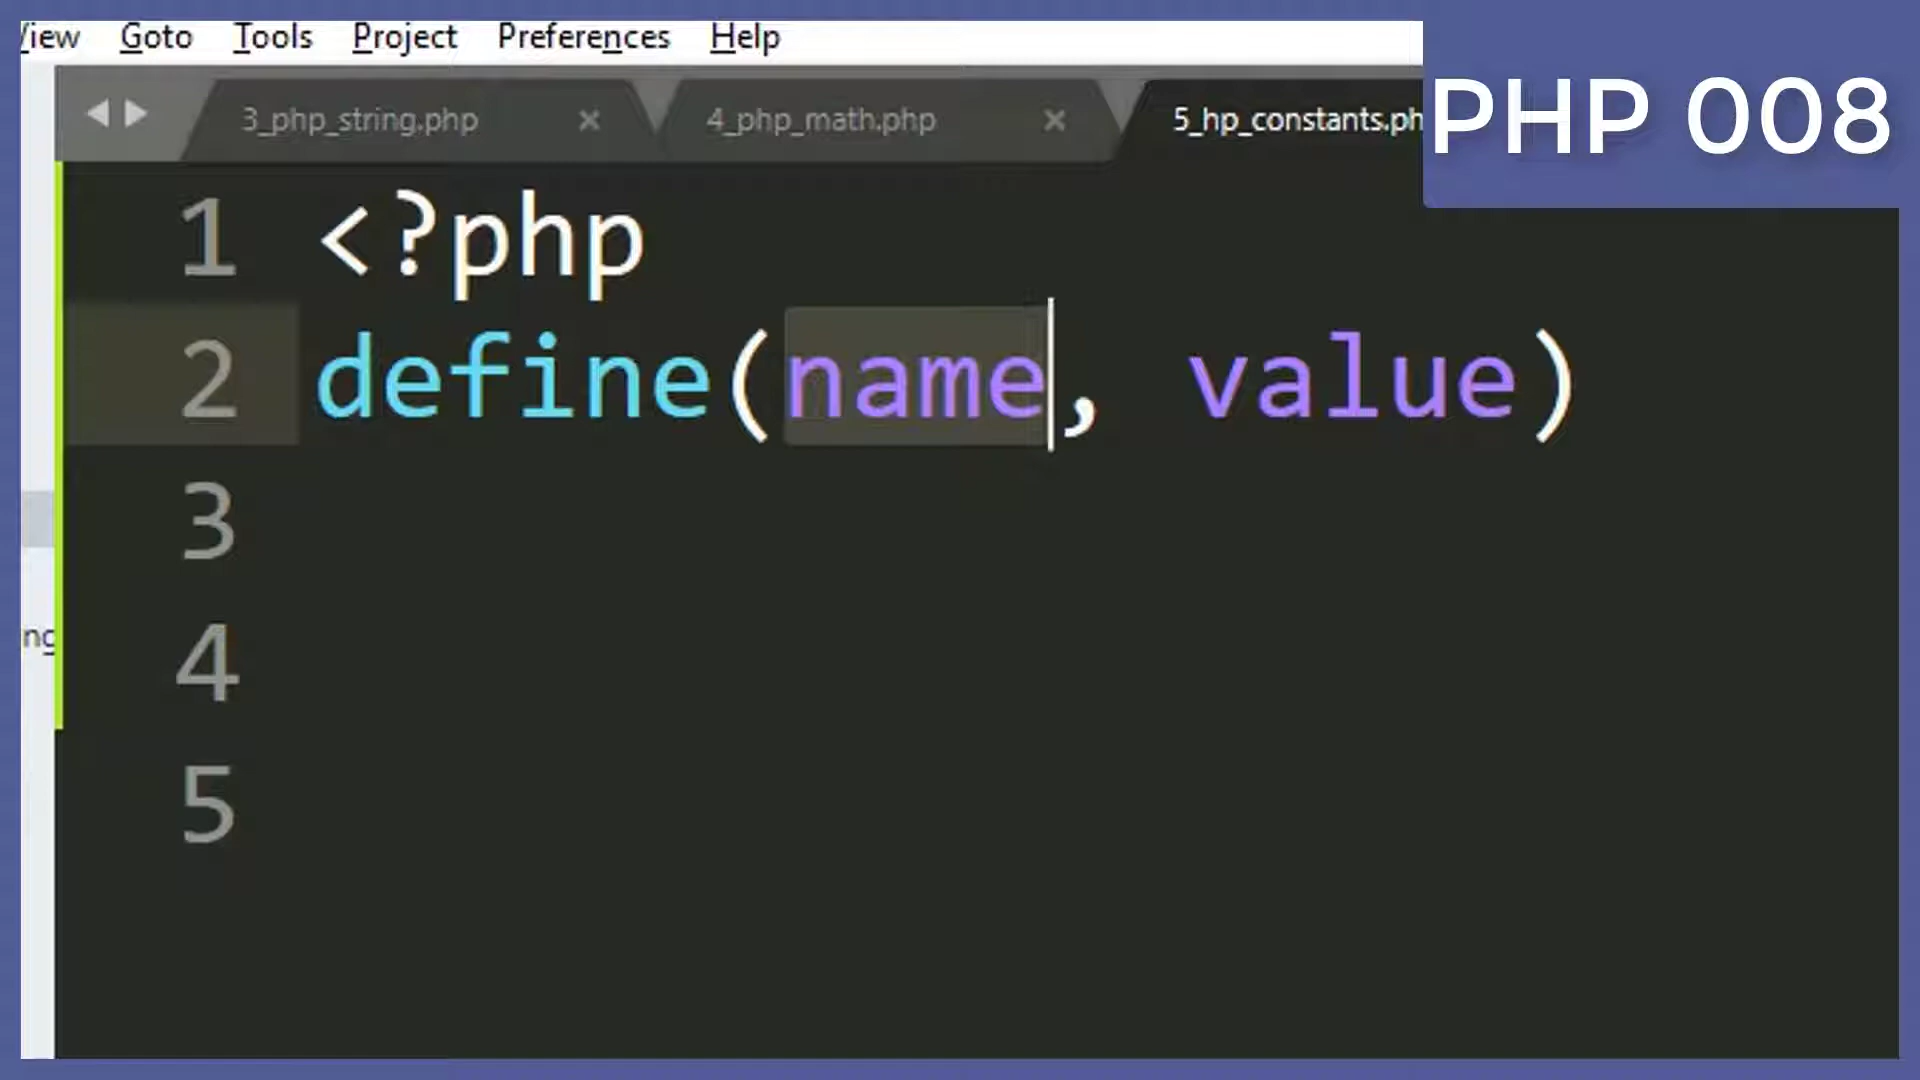 View Goto Tools Project Preferences Help
3_php_string.php × 4_php_math.php × 5_hp_constants.ph
PHP 008
1 <?php
2 define(name, value)
3
ng
4
5